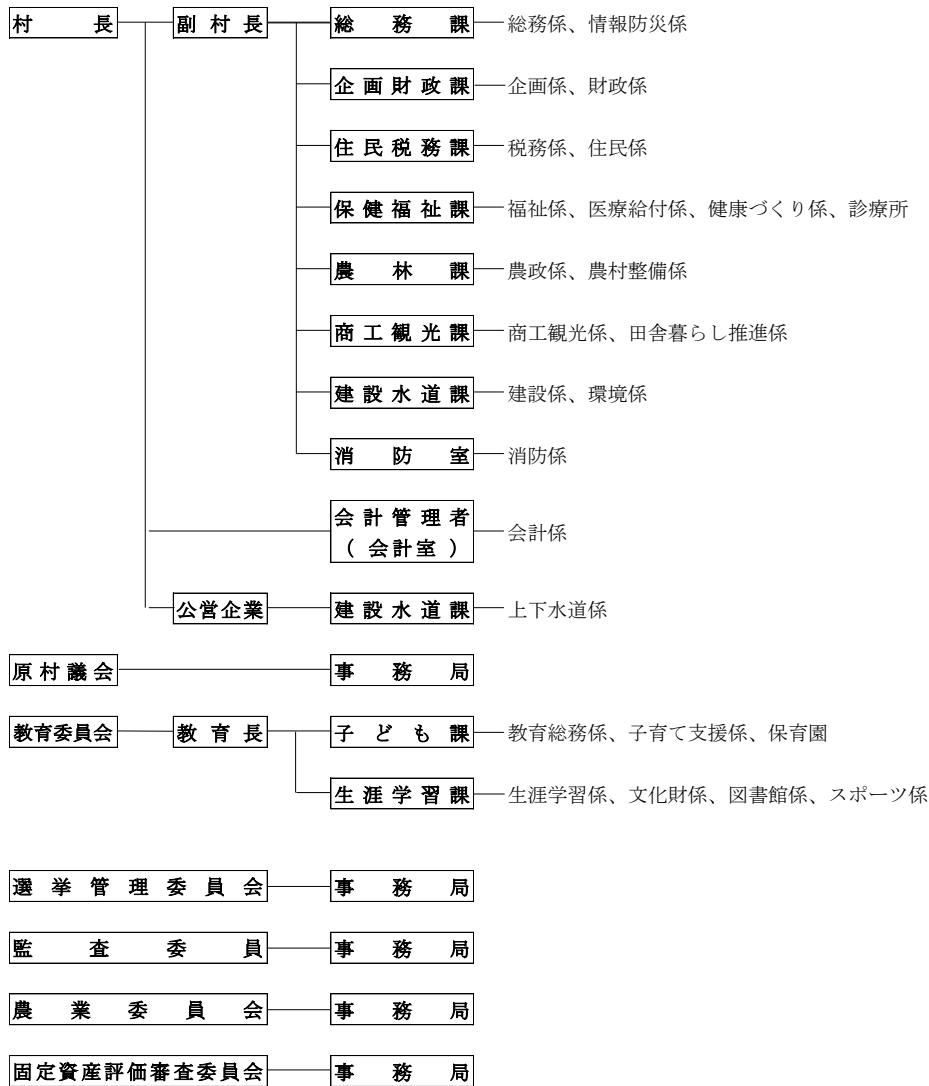 村長 副村長 総務課 総務係、情報防災係
企画財政課 企画係、財政係
住民税務課 税務係、住民係
保健福祉課 福祉係、医療給付係、健康づくり係、診療所
農林課 農政係、農村整備係
商工観光課 商工観光係、田舎暮らし推進係
建設水道課 建設係、環境係
消防室 消防係
会計管理者
(会計室) 会計係
公営企業 建設水道課 上下水道係
原村議会 事務局
教育委員会 教育長 子ども課 教育総務係、子育て支援係、保育園
生涯学習課 生涯学習係、文化財係、図書館係、スポーツ係
選挙管理委員会 事務局
監査委員 事務局
農業委員会 事務局
固定資産評価審査委員会 事務局